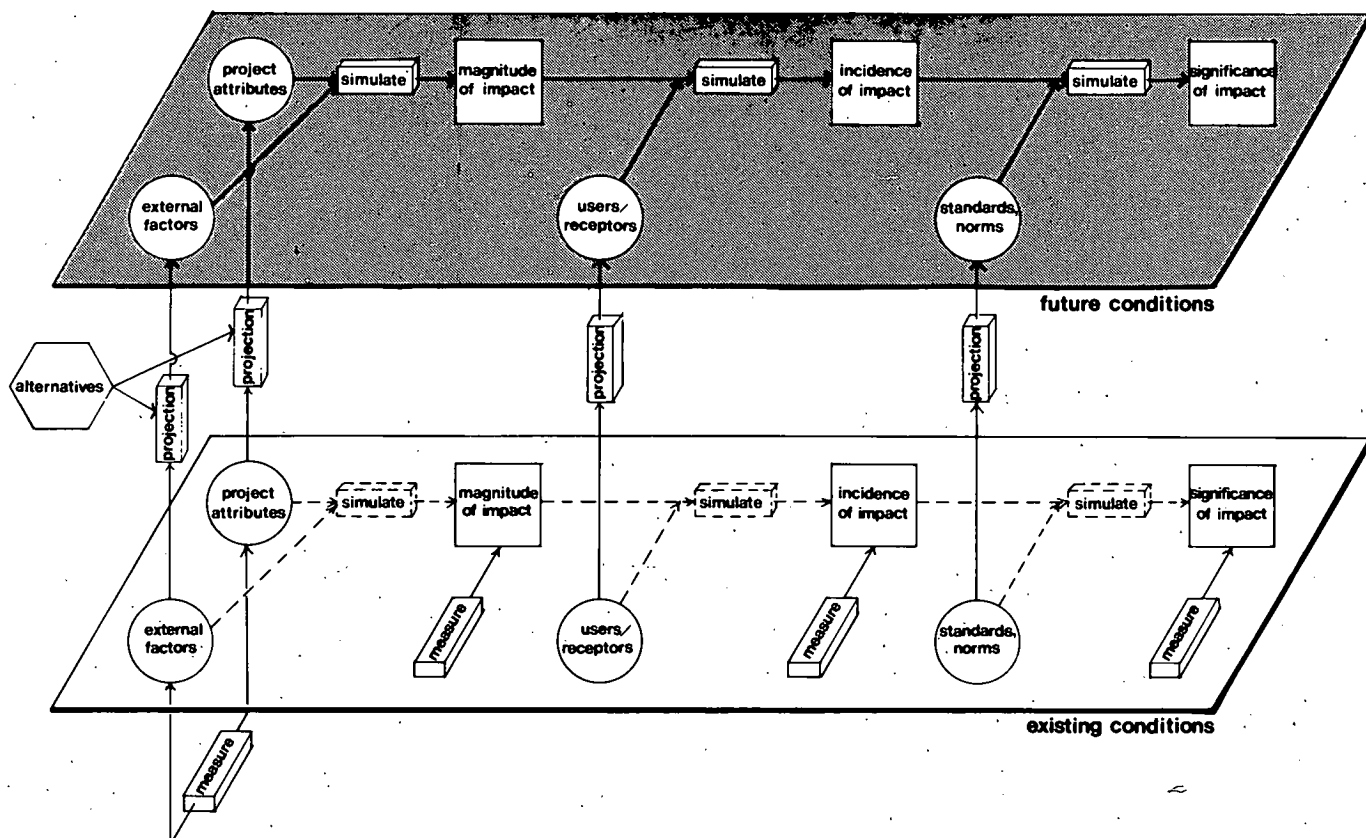 project
attributes
simulate
magnitude
of impact
simulate
incidence
of impact
simulate
significance
of impact
external
factors
users/
receptors
standards,
norms
future conditions
alternatives
projection
projection
projection
projection
project
attributes
simulate
magnitude
of impact
simulate
incidence
of impact
simulate
significance
of impact
external
factors
measure
users/
receptors
measure
standards,
norms
measure
existing conditions
measure